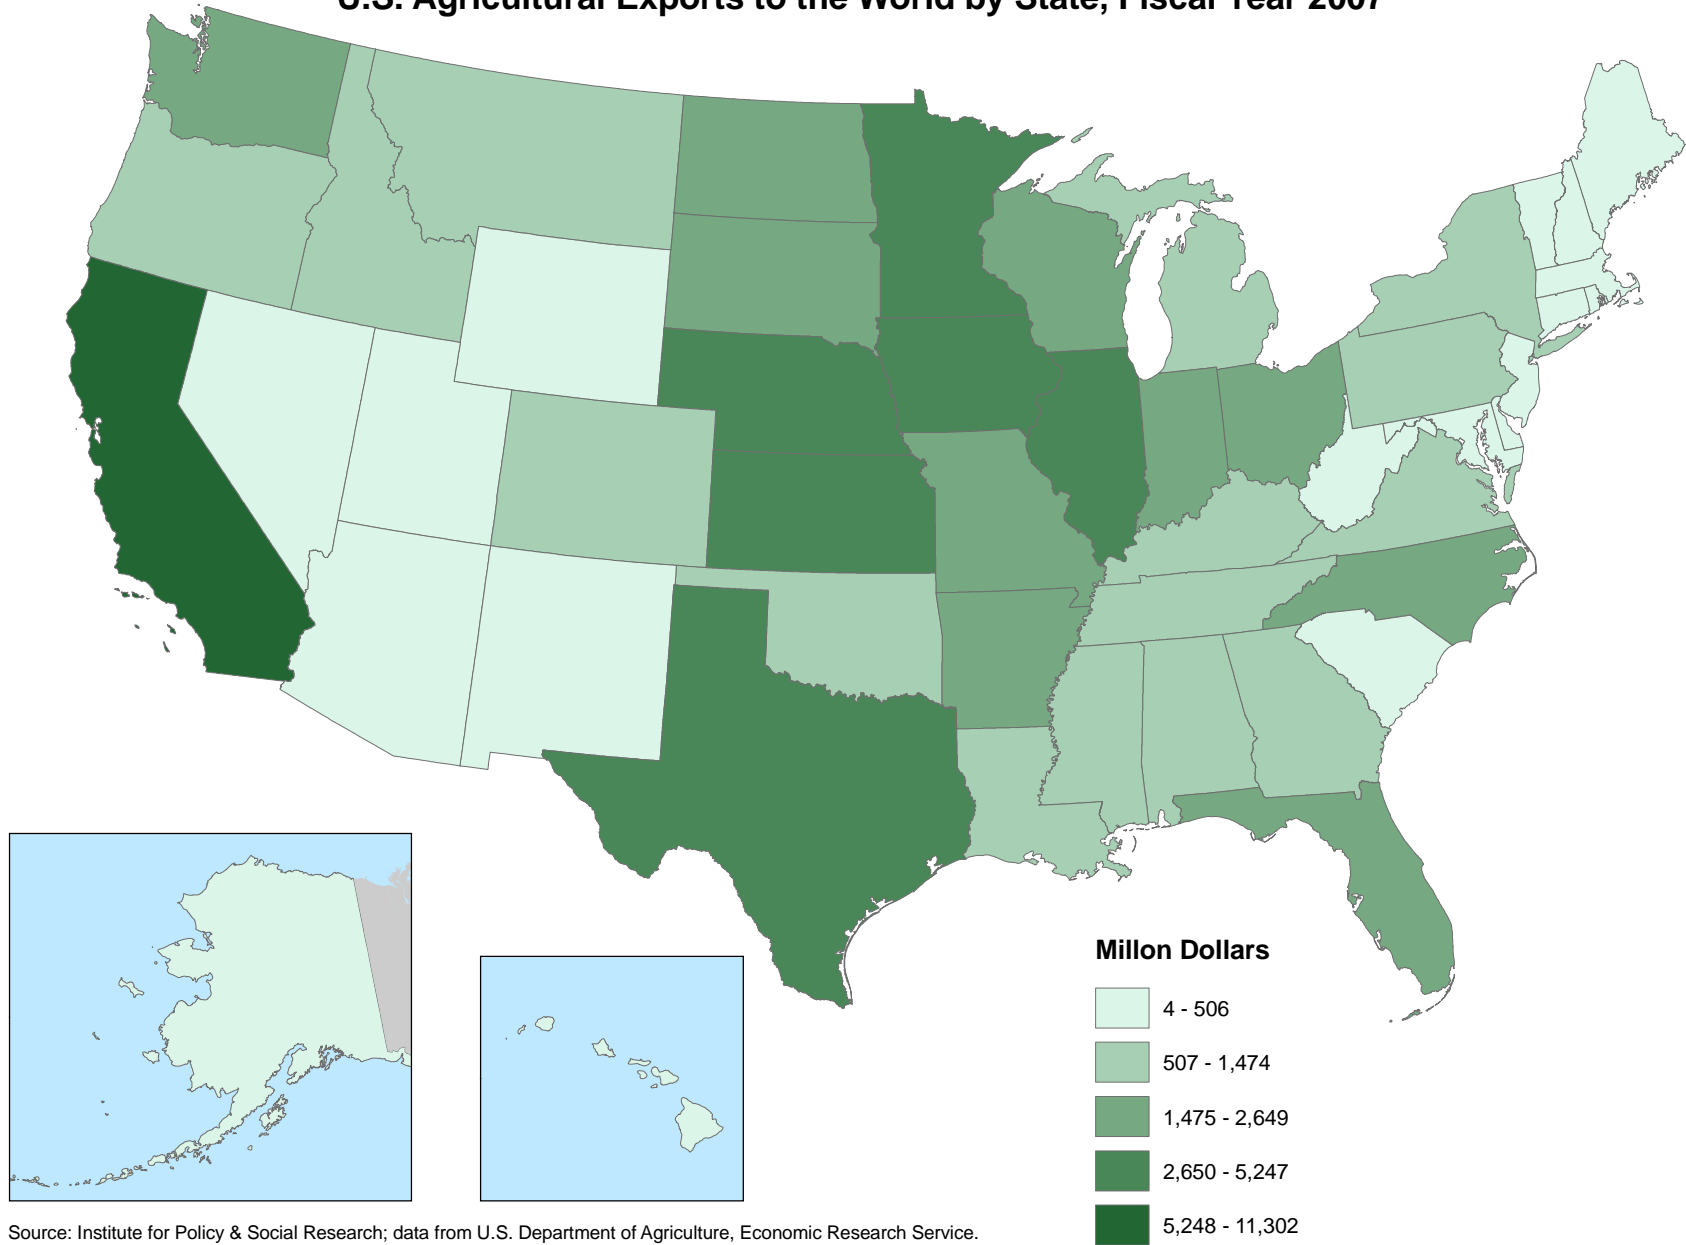 U.S. Agricultural Exports to the World by State, Fiscal Year 2007
Millon Dollars
4 - 506
507 - 1,474
1,475 - 2,649
2,650 - 5,247
5,248 - 11,302
Source: Institute for Policy & Social Research; data from U.S. Department of Agriculture, Economic Research Service.